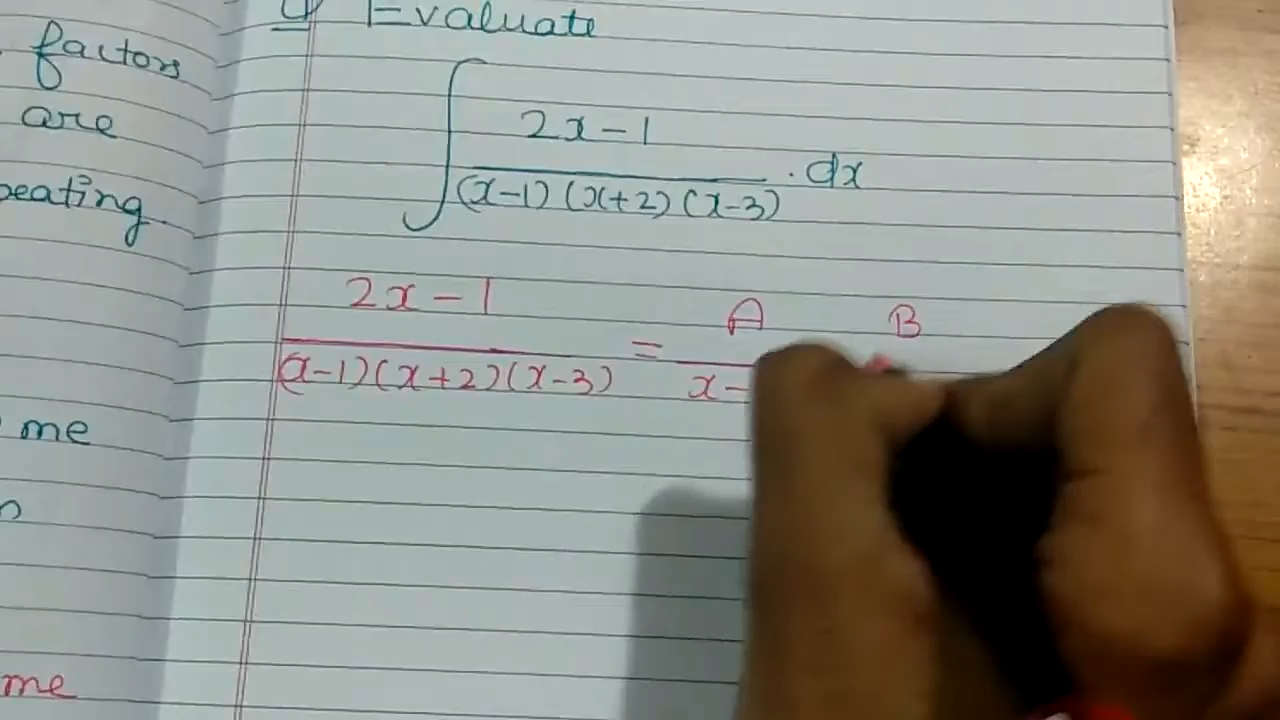 factors
are
peating
me
me
Q Evaluate
∫ 2x-1
(x-1)(x+2)(x-3) . dx
2x-1 A B
(x-1)(x+2)(x-3) = x-